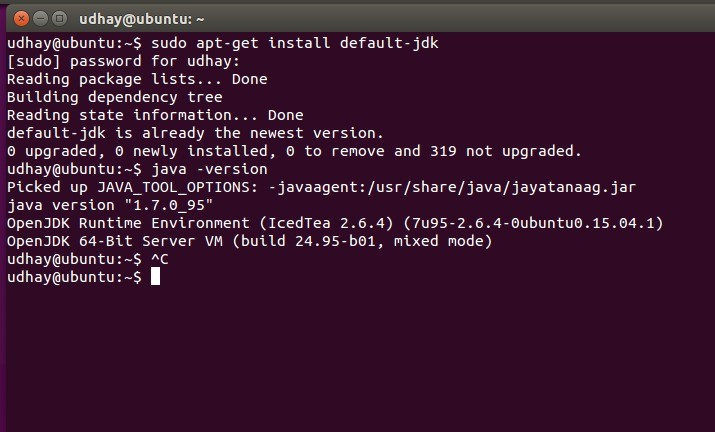 udhay@ubuntu: ~
udhay@ubuntu:~$ sudo apt-get install default-jdk
[sudo] password for udhay:
Reading package lists... Done
Building dependency tree
Reading state information... Done
default-jdk is already the newest version.
0 upgraded, 0 newly installed, 0 to remove and 319 not upgraded.
udhay@ubuntu:~$ java -version
Picked up JAVA_TOOL_OPTIONS: -javaagent:/usr/share/java/jayatanaag.jar
java version "1.7.0_95"
OpenJDK Runtime Environment (IcedTea 2.6.4) (7u95-2.6.4-0ubuntu0.15.04.1)
OpenJDK 64-Bit Server VM (build 24.95-b01, mixed mode)
udhay@ubuntu:~$ ^C
udhay@ubuntu:~$